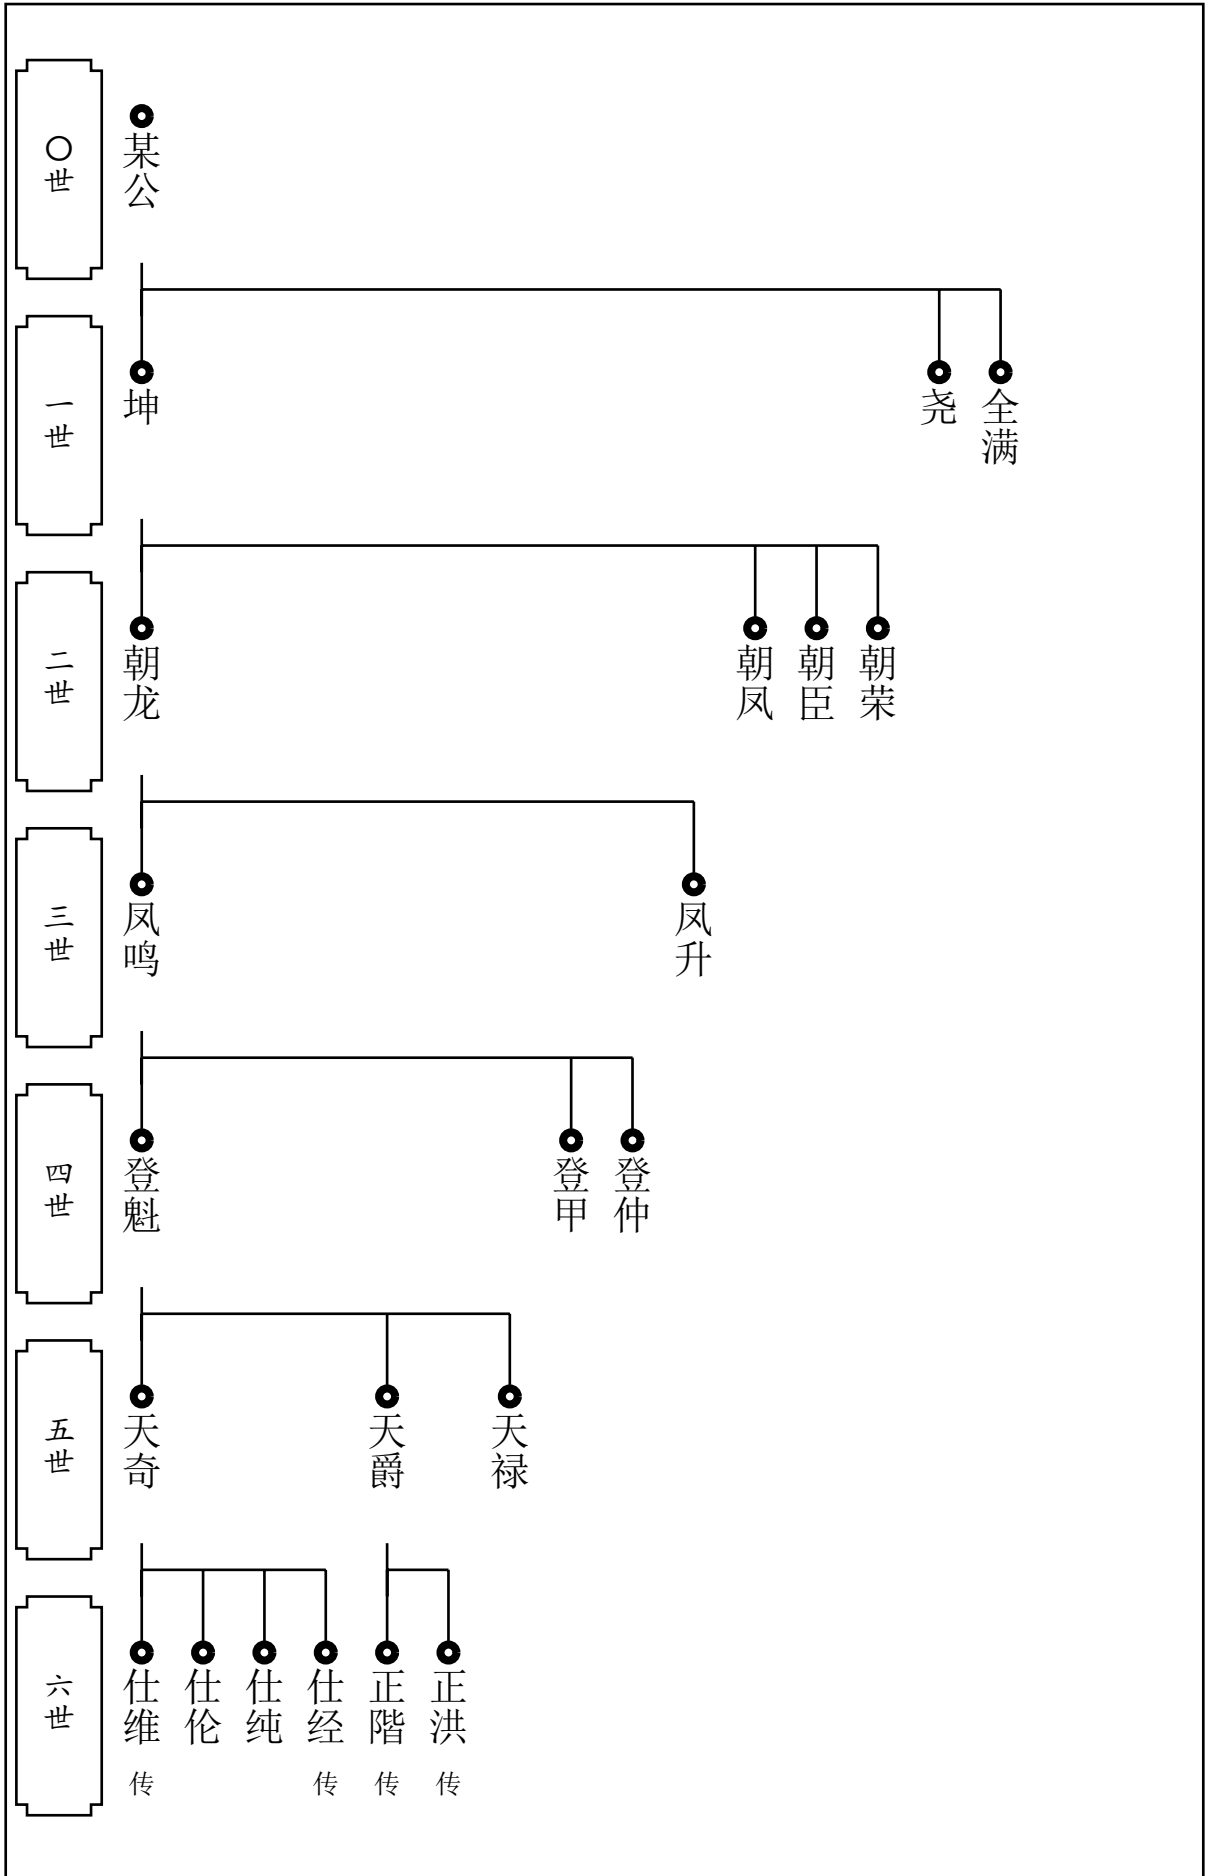 〇世
某公
一世
坤
尧
全满
二世
朝龙
朝凤
朝臣
朝荣
三世
凤鸣
凤升
四世
登魁
登甲
登仲
五世
天奇
天爵
天禄
六世
仕维
传
仕伦
仕纯
仕经
传
正階
传
正洪
传